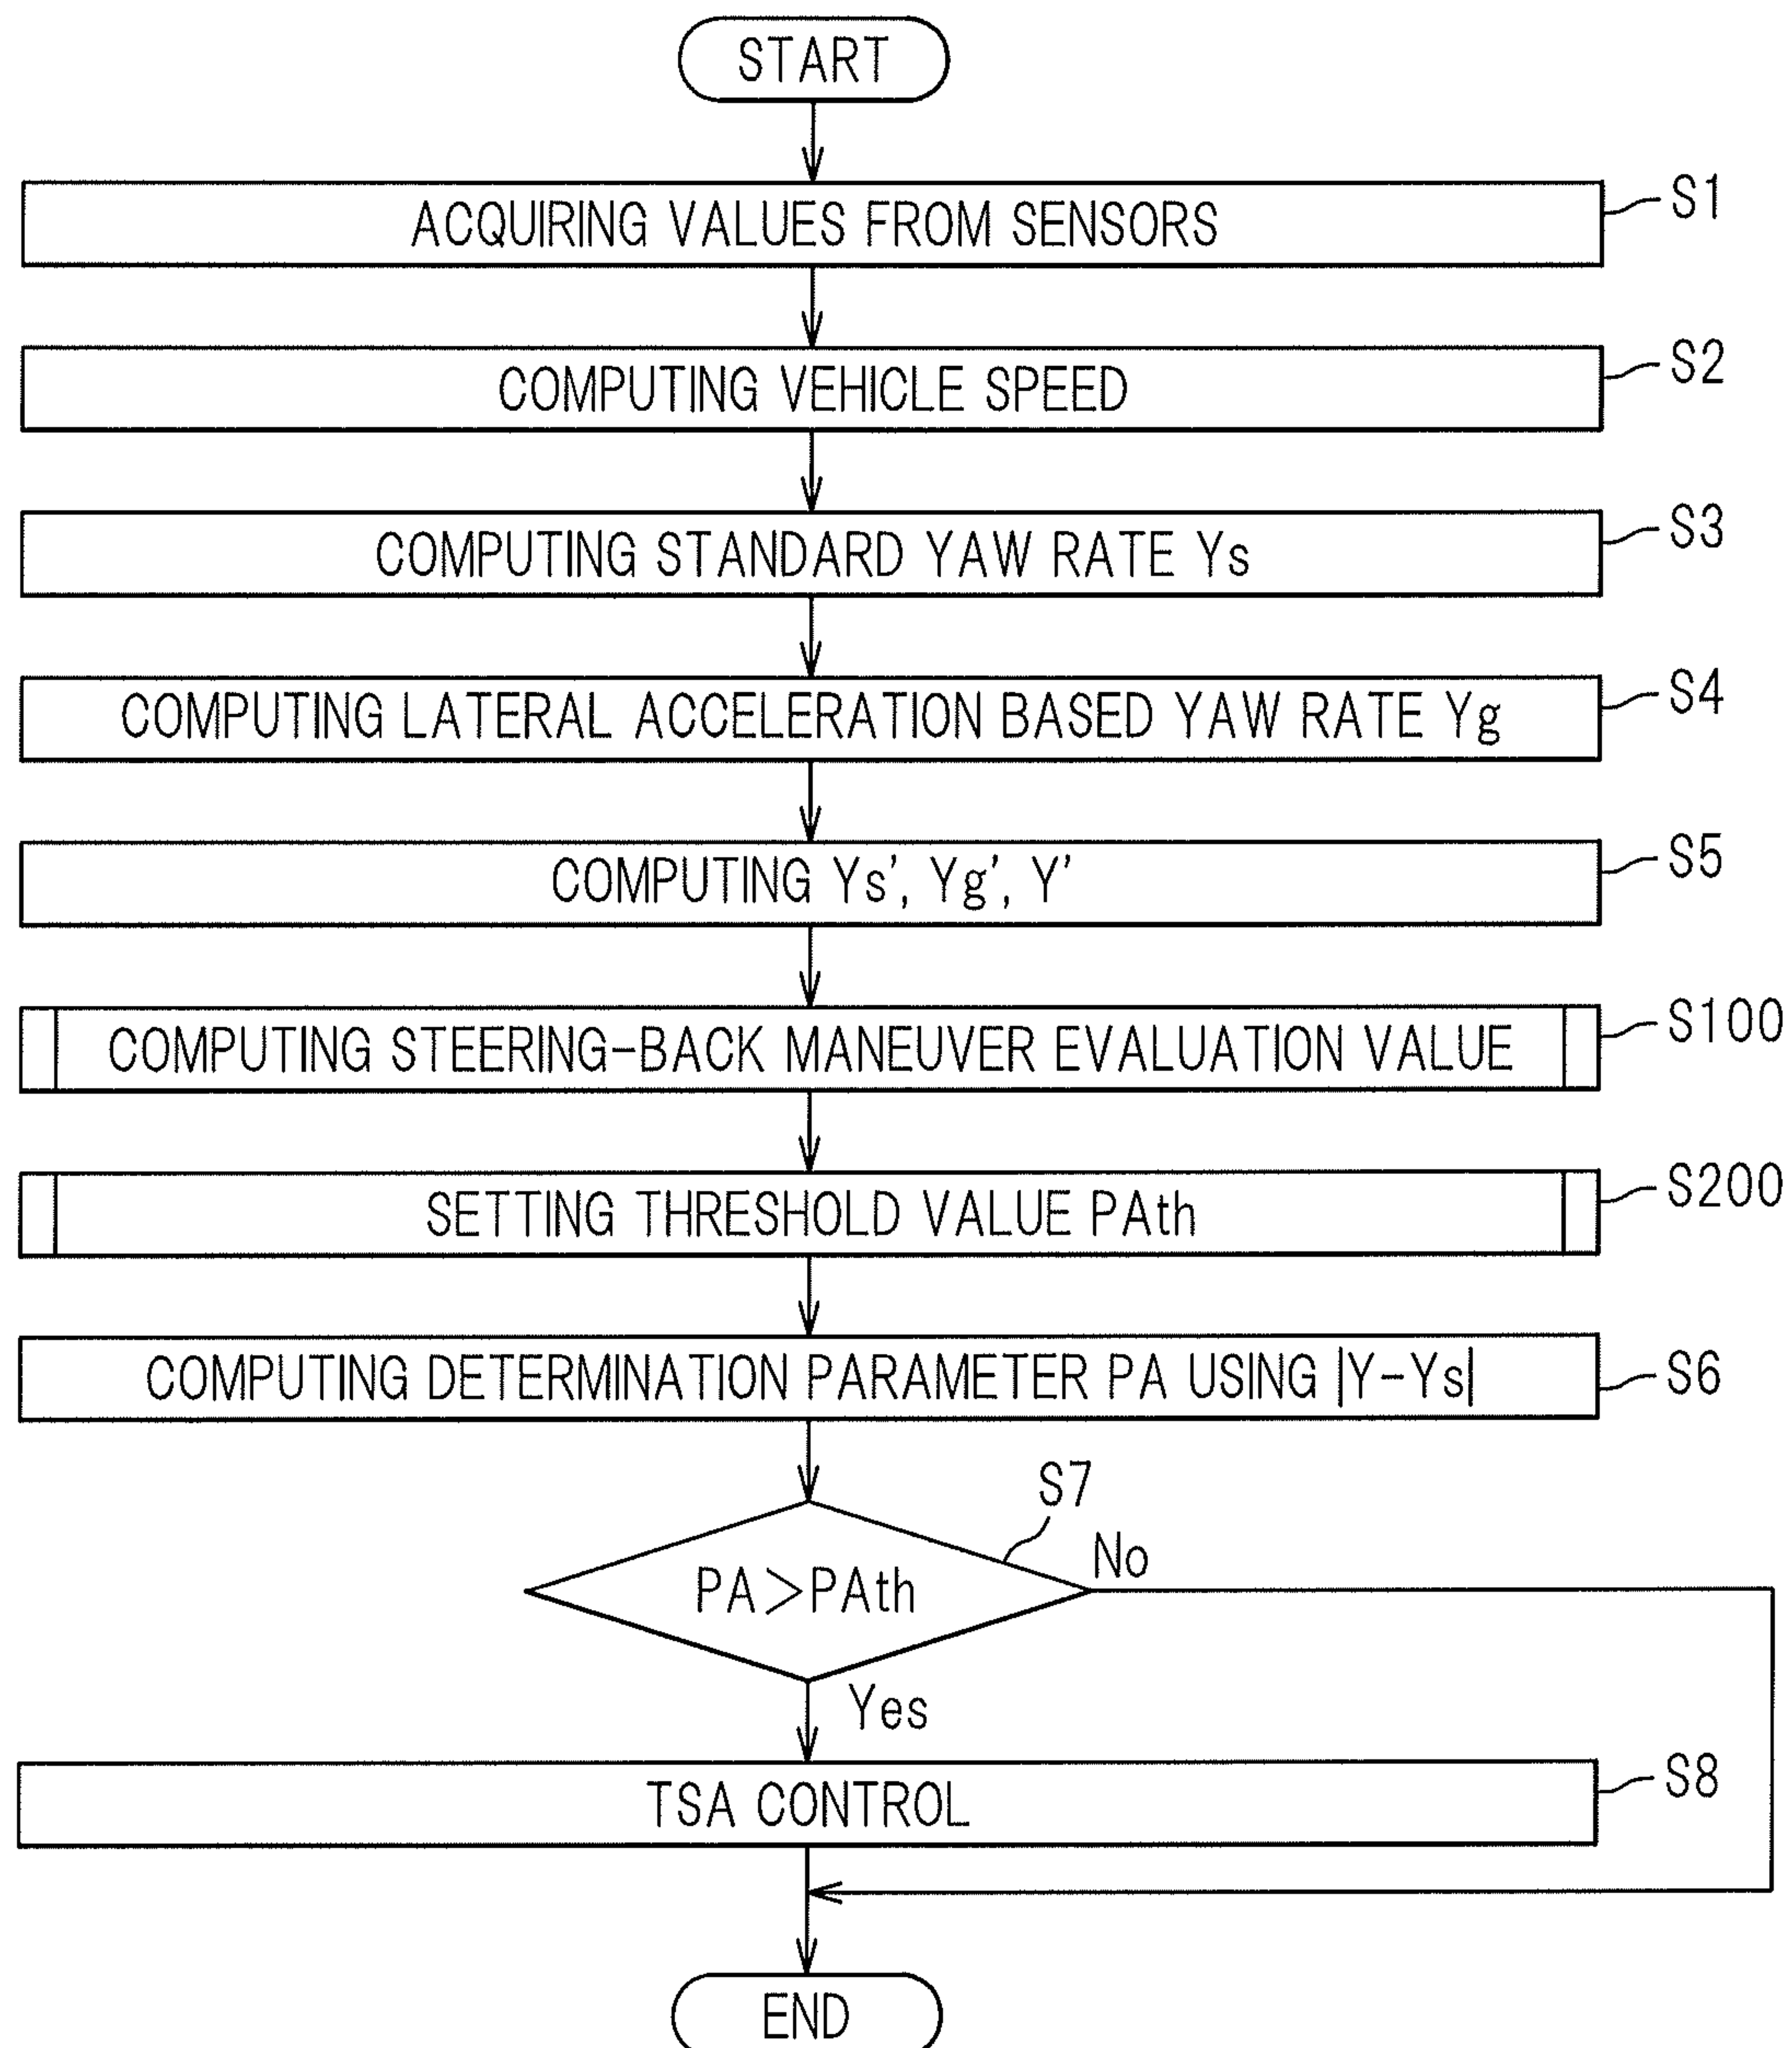 START
ACQUIRING VALUES FROM SENSORS
S1
COMPUTING VEHICLE SPEED
S2
COMPUTING STANDARD YAW RATE Ys
S3
COMPUTING LATERAL ACCELERATION BASED YAW RATE Yg
S4
COMPUTING Ys', Yg', Y'
S5
COMPUTING STEERING-BACK MANEUVER EVALUATION VALUE
S100
SETTING THRESHOLD VALUE PAth
S200
COMPUTING DETERMINATION PARAMETER PA USING |Y-Ys|
S6
S7
PA>PAth
No
Yes
TSA CONTROL
S8
END